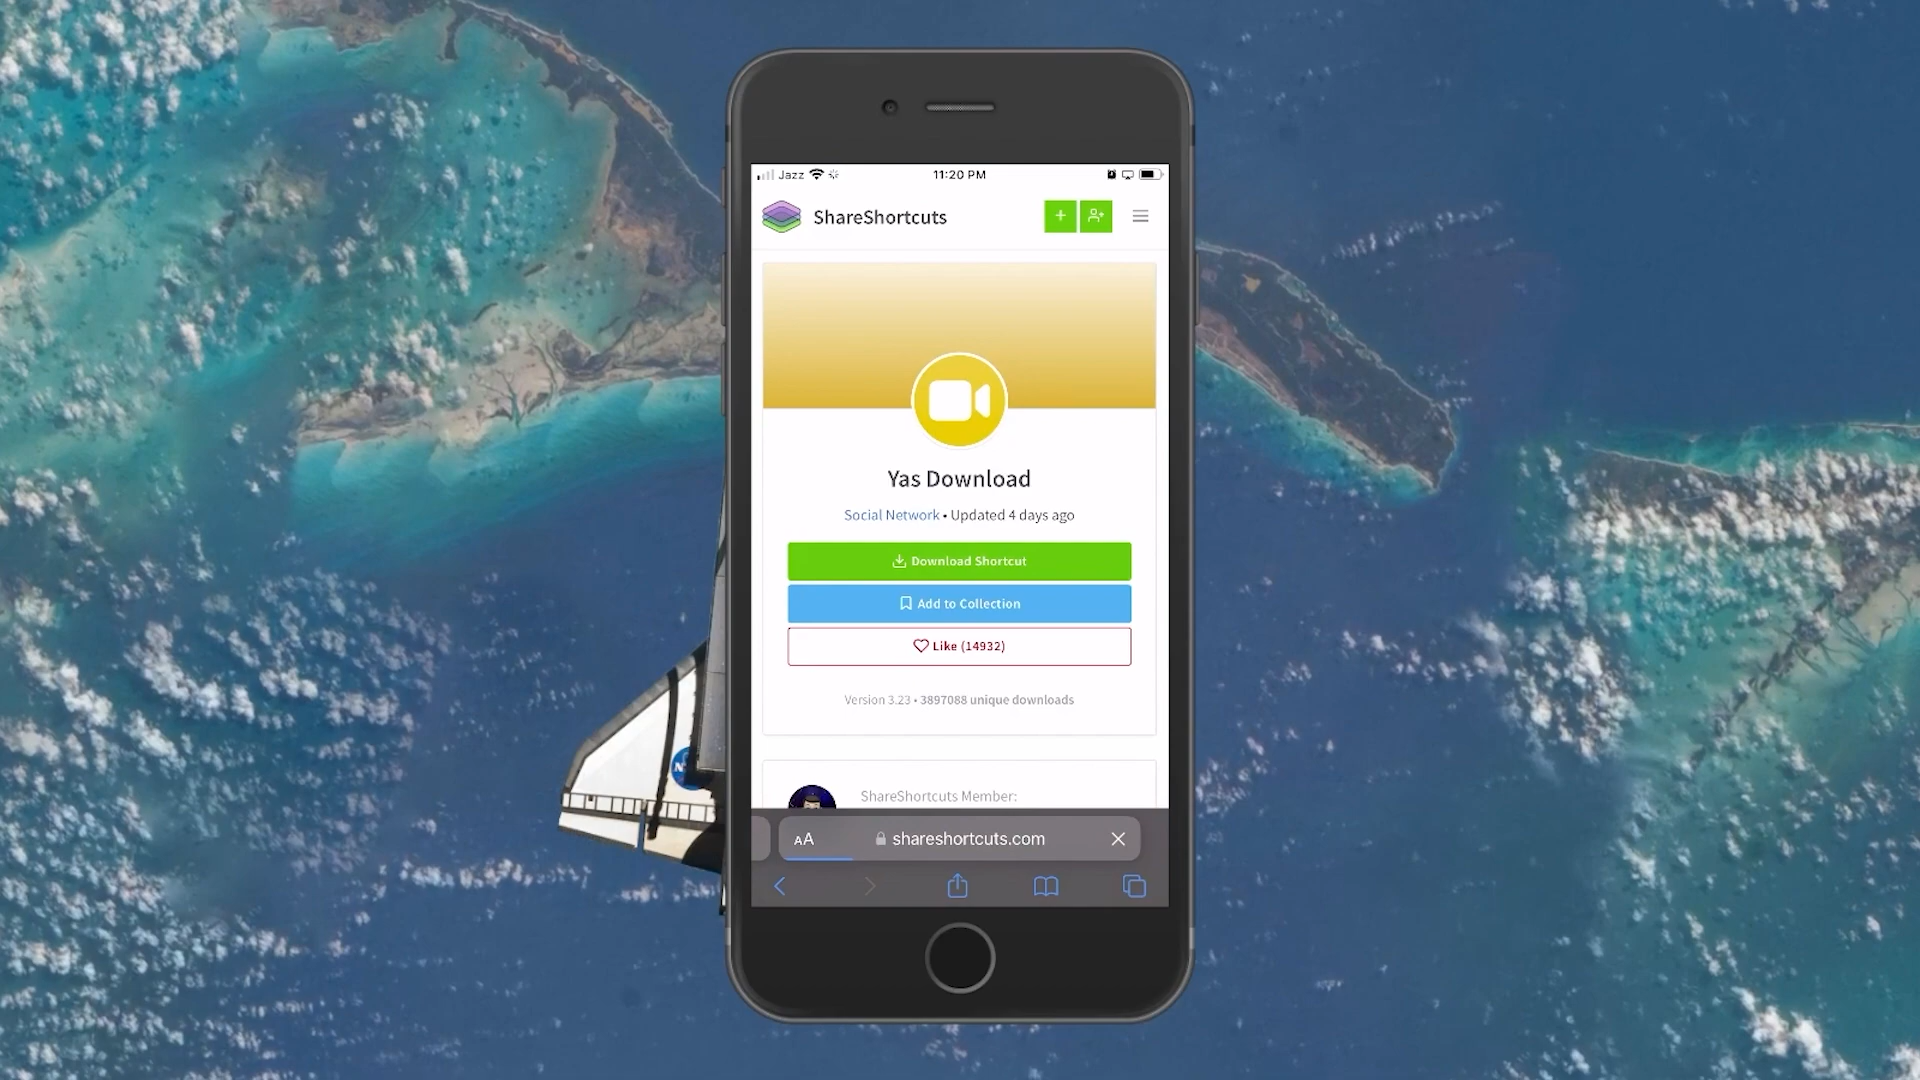 Jazz 11:20 PM
ShareShortcuts
Yas Download
Social Network • Updated 4 days ago
Download Shortcut
Add to Collection
Like (14932)
Version 3.23 • 3897088 unique downloads
ShareShortcuts Member:
AA shareshortcuts.com